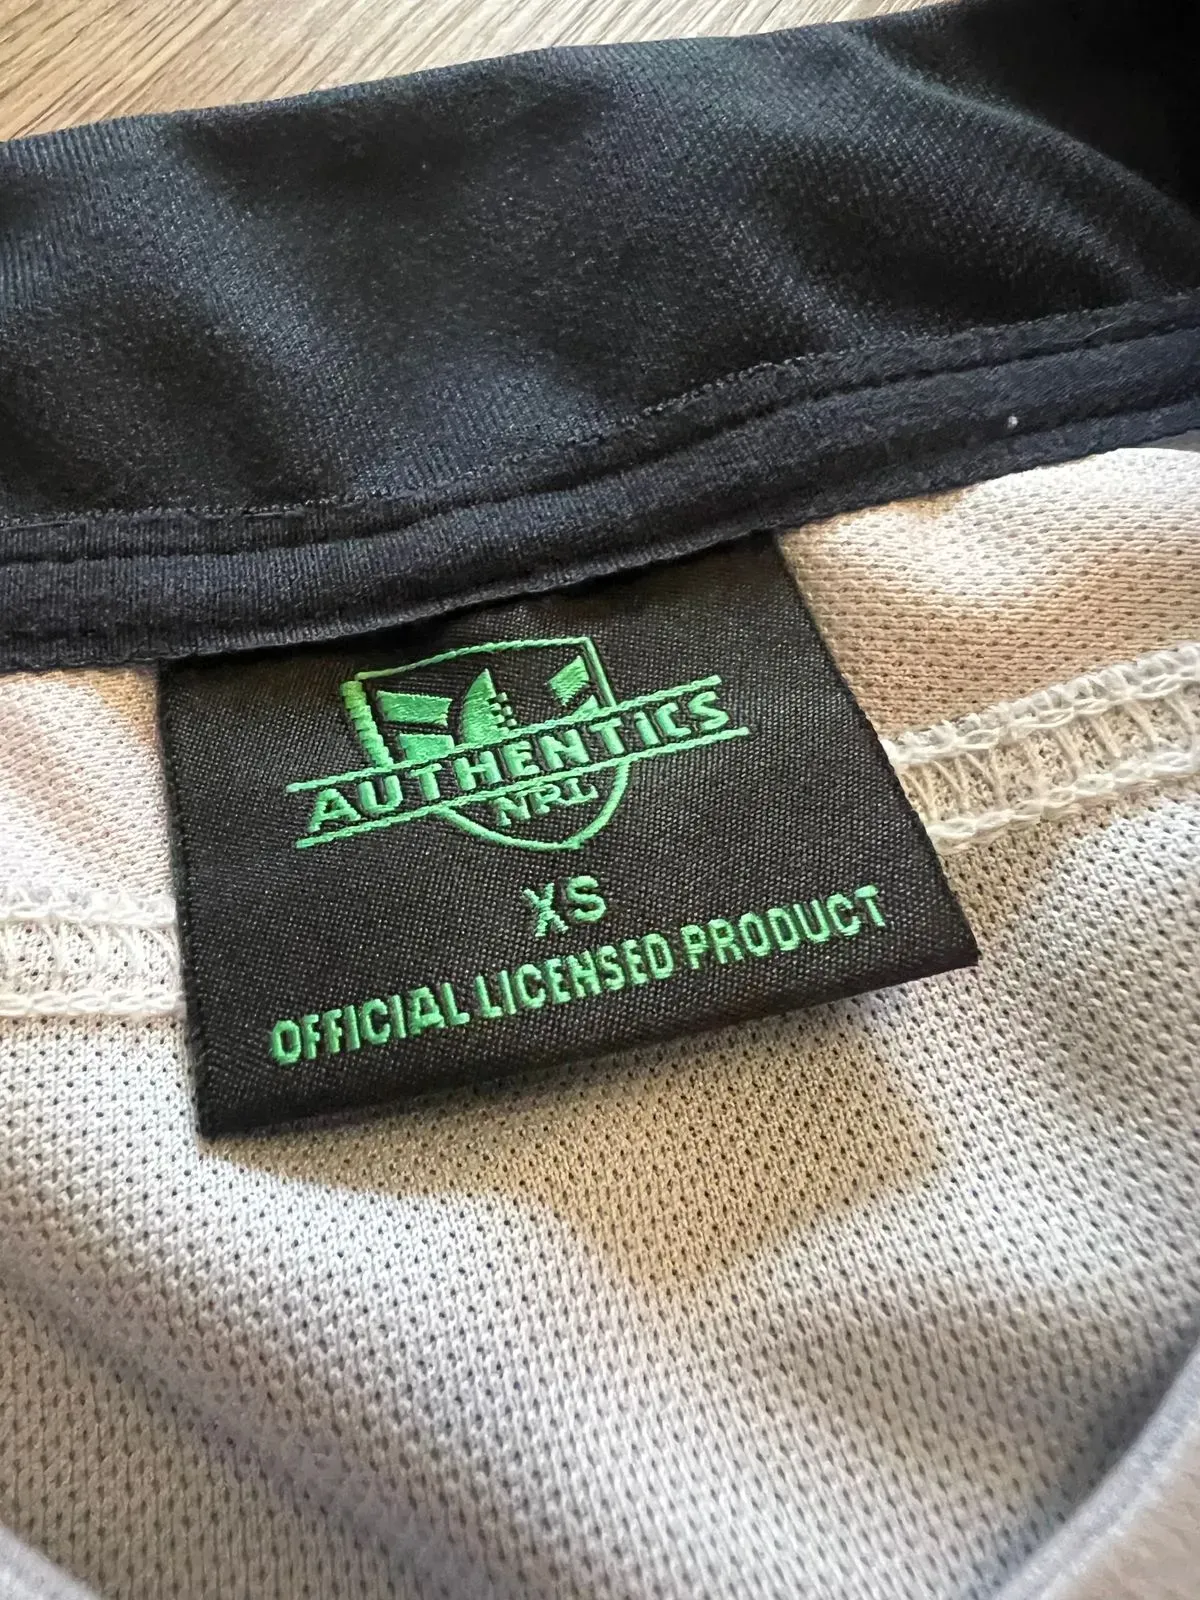 AUTHENTiCS
NRL
XS
OFFICIAL LICENSED PRODUCT